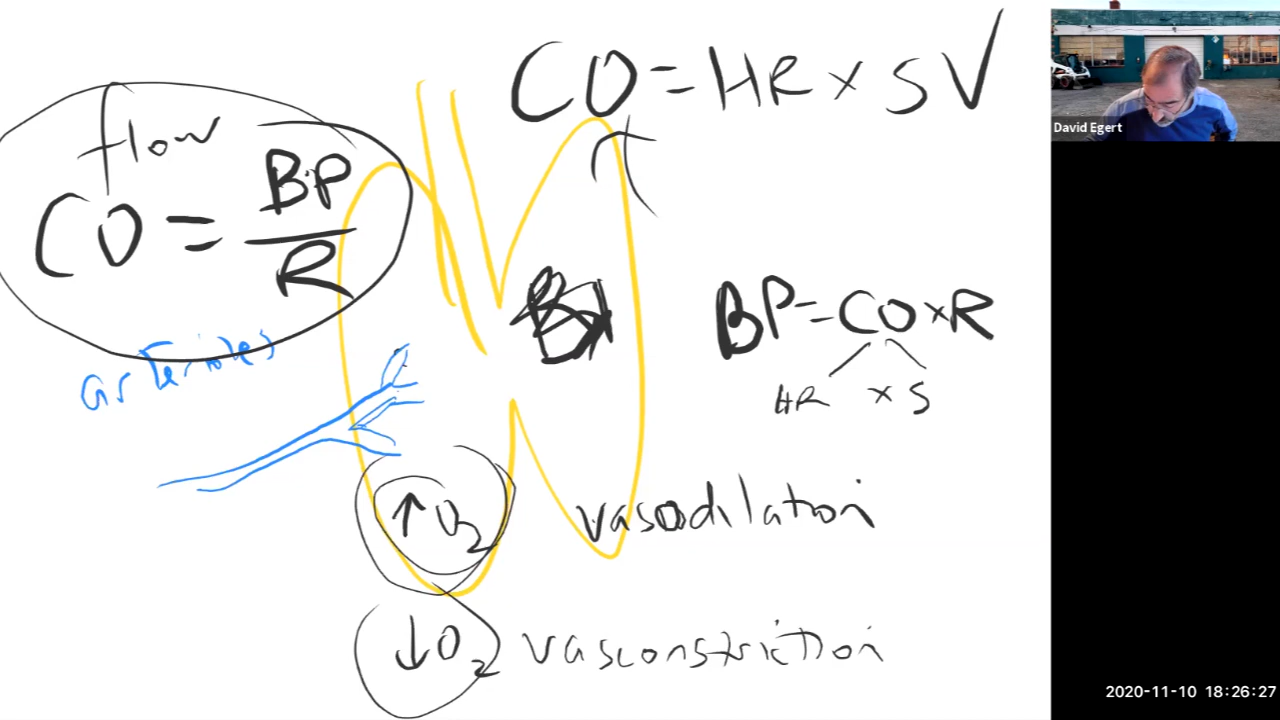 CO = HR x SV
flow
CO = BP
R
BP = CO x R
HR x S
arterioles
↑O2 vasodilation
↓O2 vasconstriction
David Egert
2020-11-10 18:26:27